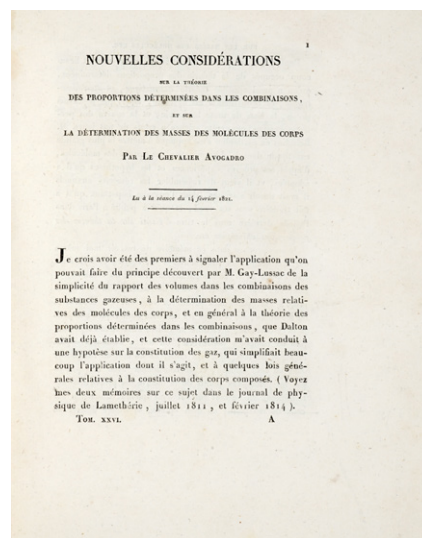 1
NOUVELLES CONSIDÉRATIONS
SUR LA THÉORIE
DES PROPORTIONS DÉTERMINÉES DANS LES COMBINAISONS,
ET SUR
LA DÉTERMINATION DES MASSES DES MOLÉCULES DES CORPS
PAR LE CHEVALIER AVOGADRO
Lu à la séance du 14 février 1821.
Je crois avoir été des premiers à signaler l'application qu'on
pouvait faire du principe découvert par M. Gay-Lussac de la
simplicité du rapport des volumes dans les combinaisons des
substances gazeuses, à la détermination des masses relati-
ves des molécules des corps, et en général à la théorie des
proportions déterminées dans les combinaisons, que Dalton
avait déjà établie, et cette considération m'avait conduit à
une hypotèse sur la constitution des gaz, qui simplifiait beau-
coup l'application dont il s'agit, et à quelques lois géné-
rales relatives à la constitution des corps composés. (Voyez
mes deux mémoires sur ce sujet dans le journal de phy-
sique de Lametherie, juillet 1811, et février 1814).
TOM. XXVI. A